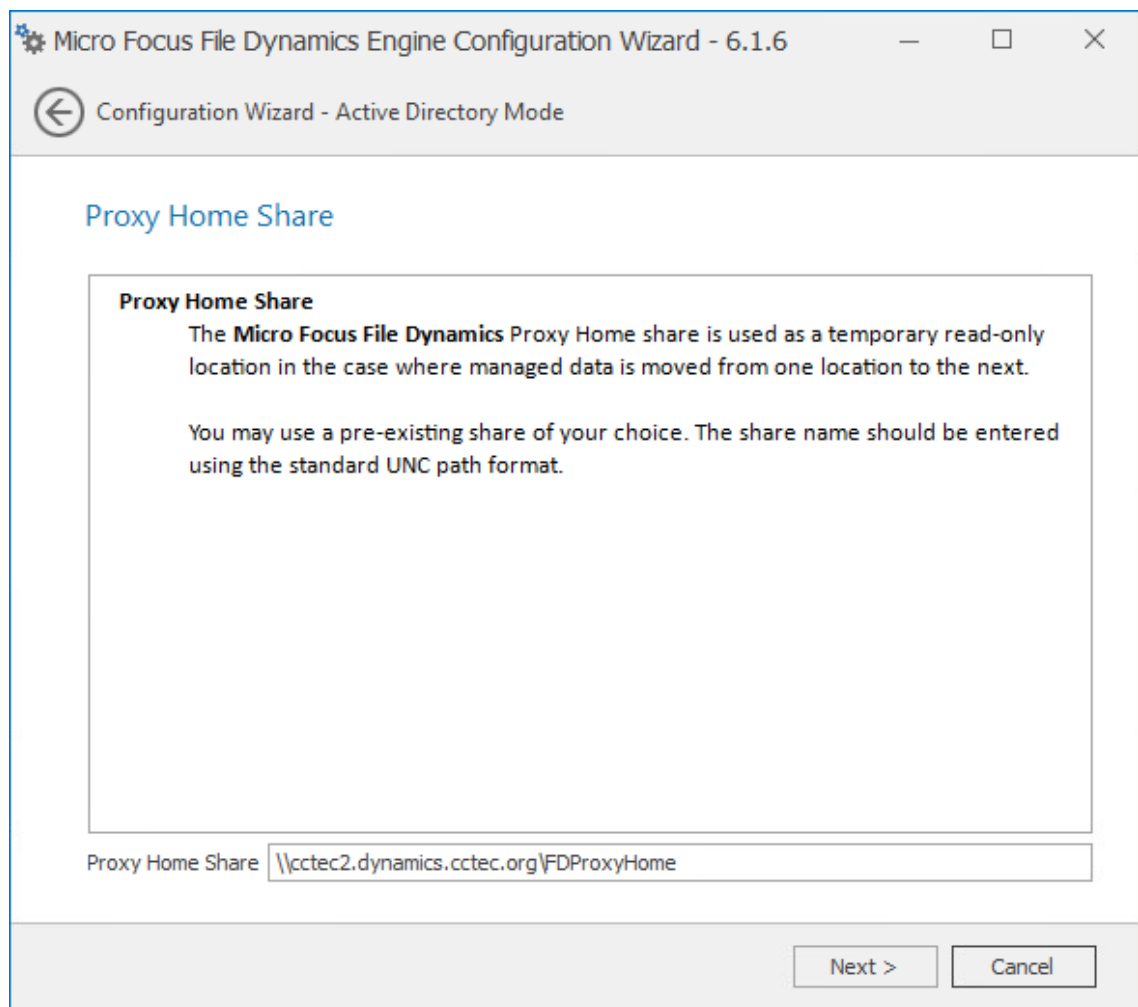 Micro Focus File Dynamics Engine Configuration Wizard - 6.1.6
Configuration Wizard - Active Directory Mode
Proxy Home Share
Proxy Home Share
The Micro Focus File Dynamics Proxy Home share is used as a temporary read-only
location in the case where managed data is moved from one location to the next.
You may use a pre-existing share of your choice. The share name should be entered
using the standard UNC path format.
Proxy Home Share \\cctec2.dynamics.cctec.org\FDProxyHome
Next > Cancel